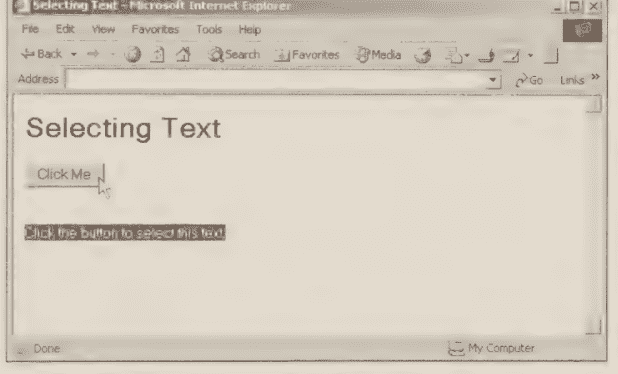 Selecting Text - Microsoft Internet Explorer
File Edit View Favorites Tools Help
Back Search Favorites Media
Address Go Links »
Selecting Text
Click Me
Click the button to select this text
Done My Computer